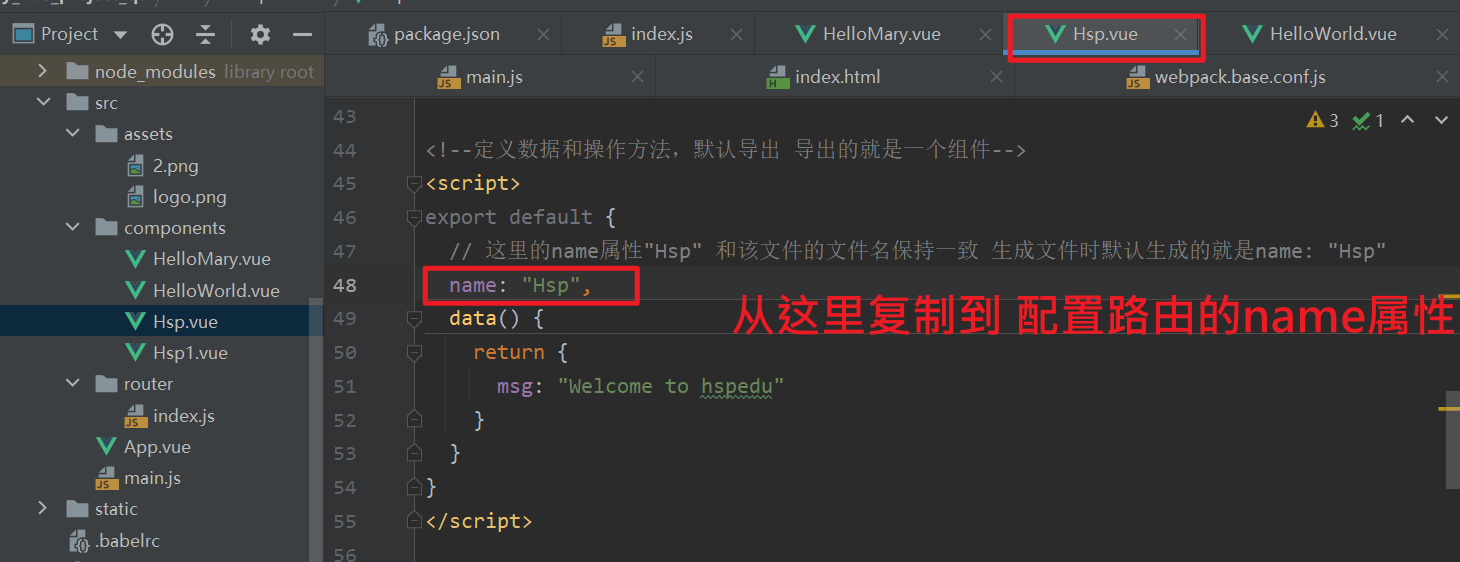 Project
package.json
index.js
HelloMary.vue
Hsp.vue
HelloWorld.vue
main.js
index.html
webpack.base.conf.js
node_modules library root
src
assets
2.png
logo.png
components
HelloMary.vue
HelloWorld.vue
Hsp.vue
Hsp1.vue
router
index.js
App.vue
main.js
static
.babelrc
3 1
43
44 <!--定义数据和操作方法，默认导出 导出的就是一个组件-->
45 <script>
46 export default {
47 // 这里的name属性"Hsp" 和该文件的文件名保持一致 生成文件时默认生成的就是name: "Hsp"
48 name: "Hsp",
从这里复制到 配置路由的name属性
49 data() {
50 return {
51 msg: "Welcome to hspedu"
52 }
53 }
54 }
55 </script>
56